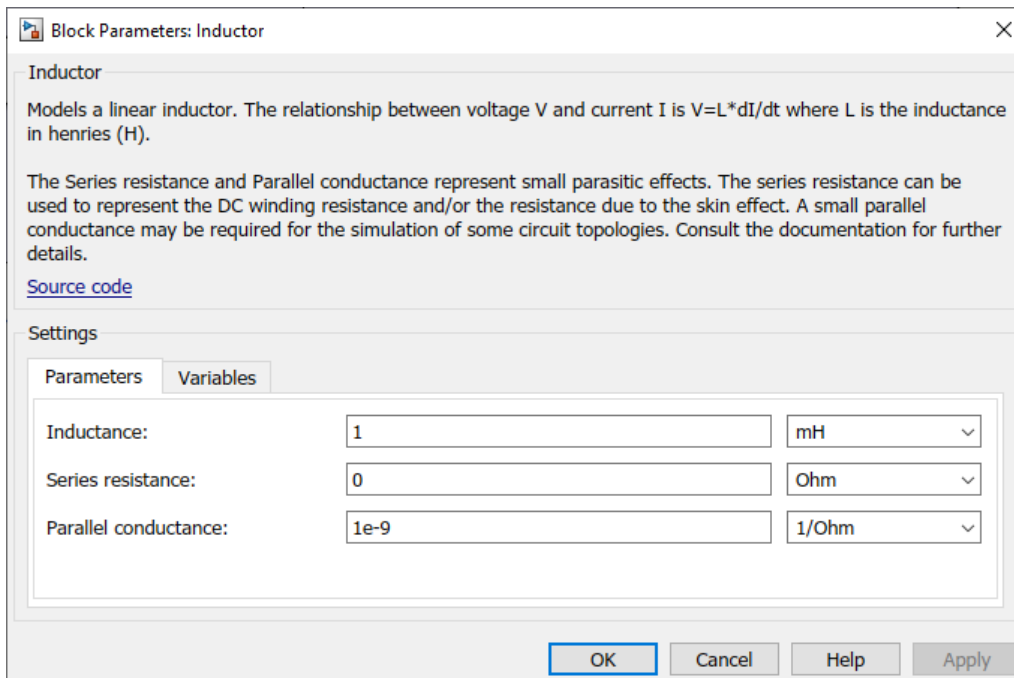 Block Parameters: Inductor
Inductor
Models a linear inductor. The relationship between voltage V and current I is V=L*dI/dt where L is the inductance
in henries (H).
The Series resistance and Parallel conductance represent small parasitic effects. The series resistance can be
used to represent the DC winding resistance and/or the resistance due to the skin effect. A small parallel
conductance may be required for the simulation of some circuit topologies. Consult the documentation for further
details.
Source code
Settings
Parameters Variables
Inductance: 1 mH
Series resistance: 0 Ohm
Parallel conductance: 1e-9 1/Ohm
OK Cancel Help Apply